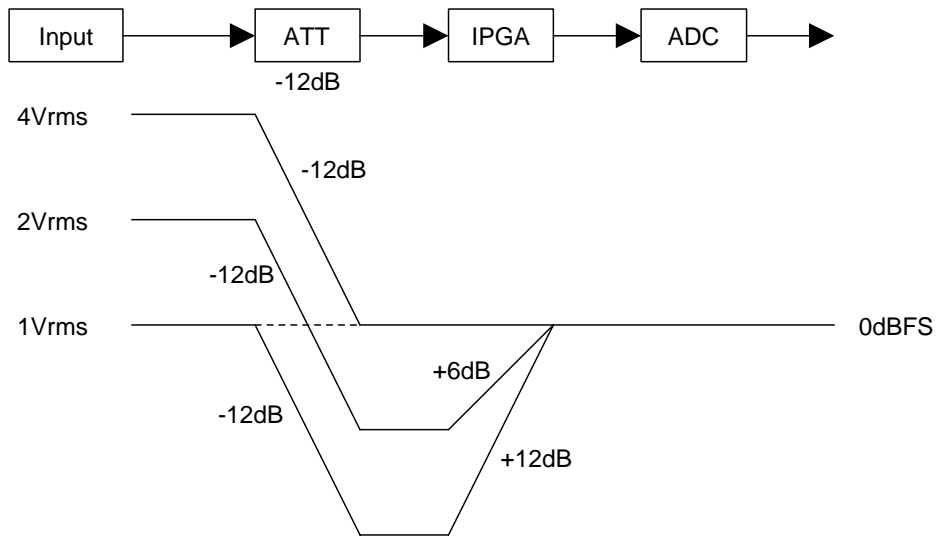 Input ATT IPGA ADC
-12dB
4Vrms
-12dB
2Vrms
-12dB
1Vrms 0dBFS
+6dB
-12dB
+12dB